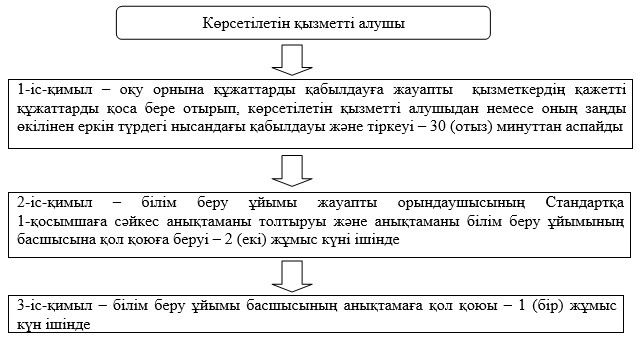 Көрсетілетін қызметті алушы
1-іс-қимыл – оқу орнына құжаттарды қабылдауға жауапты қызметкердің қажетті
құжаттарды қоса бере отырып, көрсетілетін қызметті алушыдан немесе оның заңды
өкілінен еркін түрдегі нысандағы қабылдауы және тіркеуі – 30 (отыз) минуттан аспайды
2-іс-қимыл – білім беру ұйымы жауапты орындаушысының Стандартқа
1-қосымшаға сәйкес анықтаманы толтыруы және анықтаманы білім беру ұйымының
басшысына қол қоюға беруі – 2 (екі) жұмыс күні ішінде
3-іс-қимыл – білім беру ұйымы басшысының анықтамаға қол қоюы – 1 (бір) жұмыс
күн ішінде